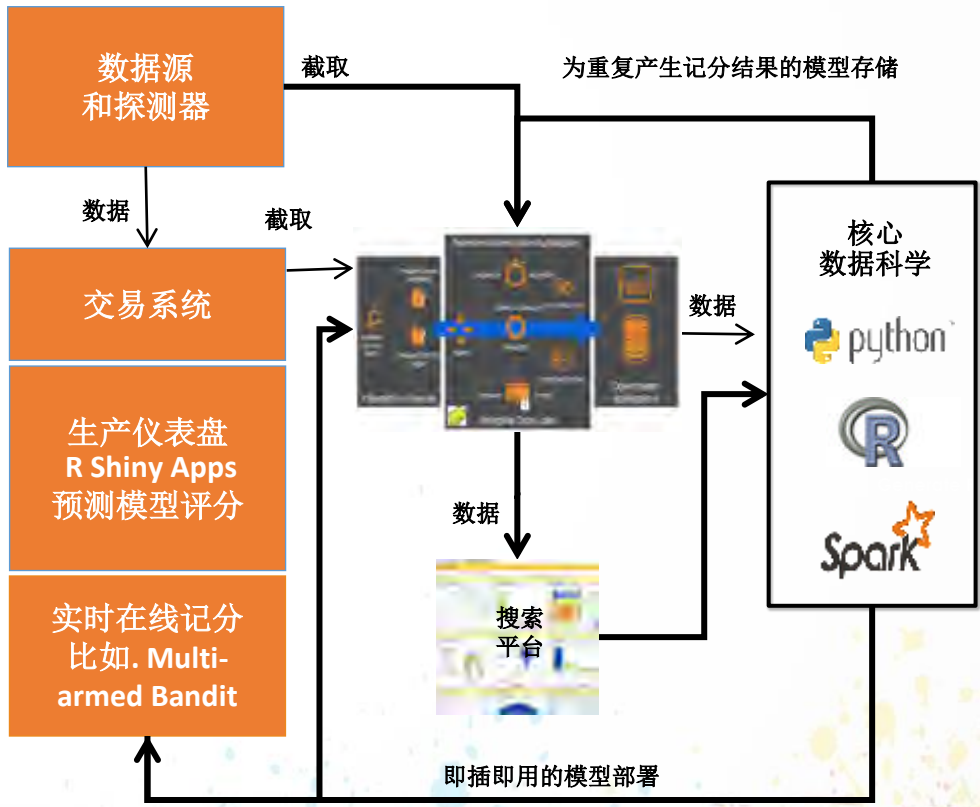 数据源
和探测器
截取
为重复产生记分结果的模型存储
数据
截取
交易系统
生产仪表盘
R Shiny Apps
预测模型评分
实时在线记分
比如. Multi-
armed Bandit
数据
数据
搜索
平台
核心
数据科学
python
R
Spark
即插即用的模型部署